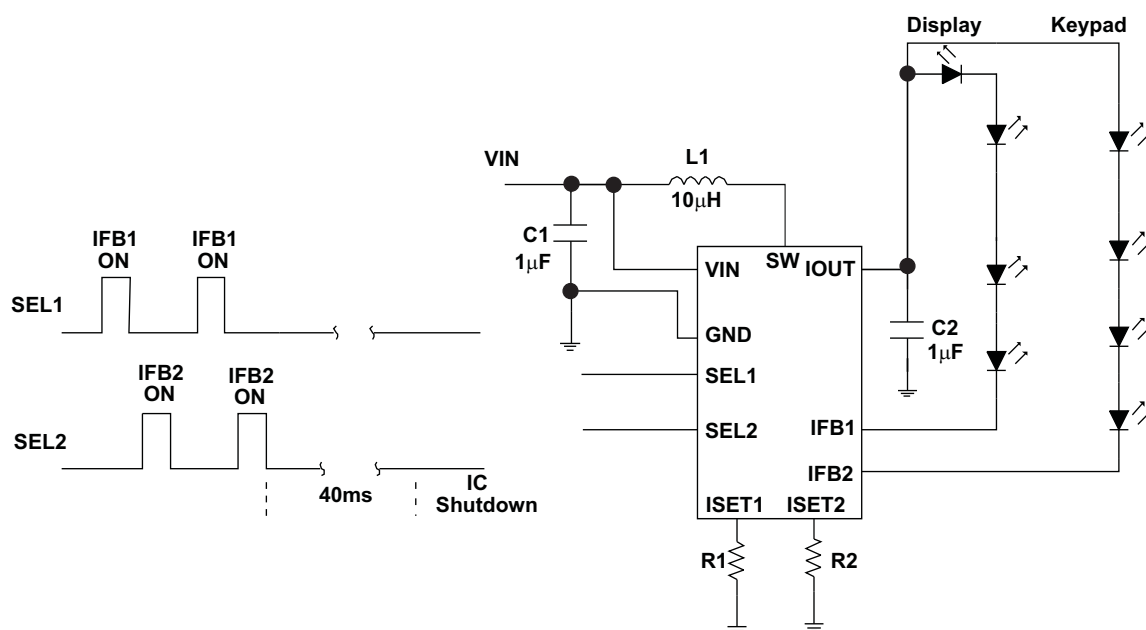 Display Keypad
L1
VIN
10μH
IFB1
ON
IFB1
ON
C1
1μF
VIN
SW
IOUT
SEL1
GND
C2
1μF
IFB2
ON
IFB2
ON
SEL1
SEL2
SEL2
IFB1
IFB2
40ms
IC
Shutdown
ISET1 ISET2
R1
R2